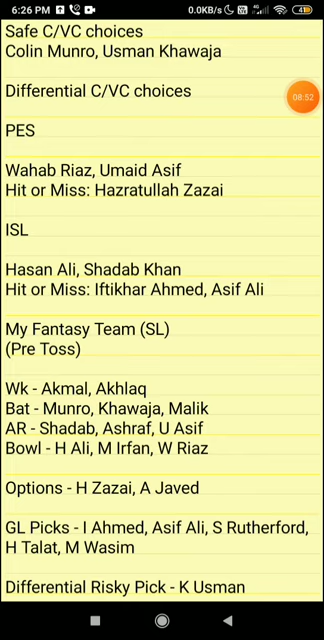 6:26 PM
0.0KB/s
4G
41
Safe C/VC choices
Colin Munro, Usman Khawaja
Differential C/VC choices
08:52
PES
Wahab Riaz, Umaid Asif
Hit or Miss: Hazratullah Zazai
ISL
Hasan Ali, Shadab Khan
Hit or Miss: Iftikhar Ahmed, Asif Ali
My Fantasy Team (SL)
(Pre Toss)
Wk - Akmal, Akhlaq
Bat - Munro, Khawaja, Malik
AR - Shadab, Ashraf, U Asif
Bowl - H Ali, M Irfan, W Riaz
Options - H Zazai, A Javed
GL Picks - I Ahmed, Asif Ali, S Rutherford,
H Talat, M Wasim
Differential Risky Pick - K Usman